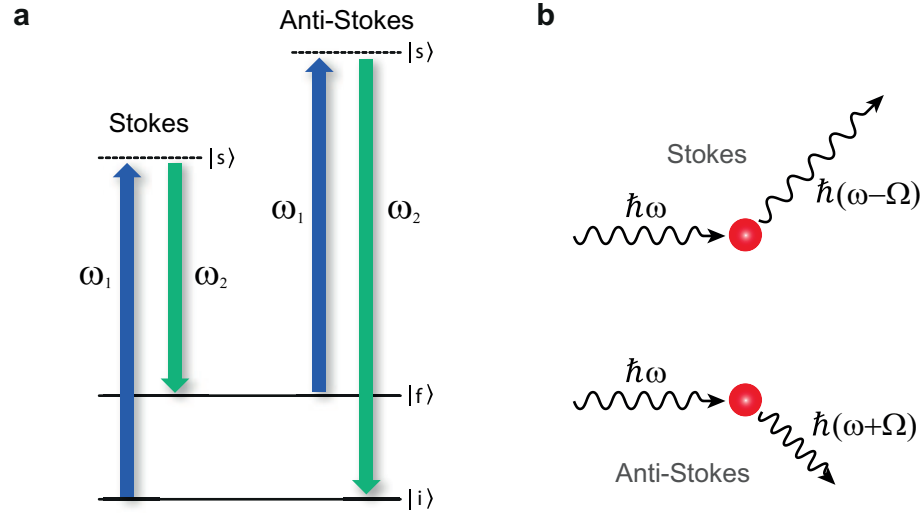 a
Anti-Stokes
|s⟩
Stokes
|s⟩
ω₁
ω₂
ω₁
ω₂
|f⟩
|i⟩
b
Stokes
ħω
ħ(ω−Ω)
ħω
ħ(ω+Ω)
Anti-Stokes